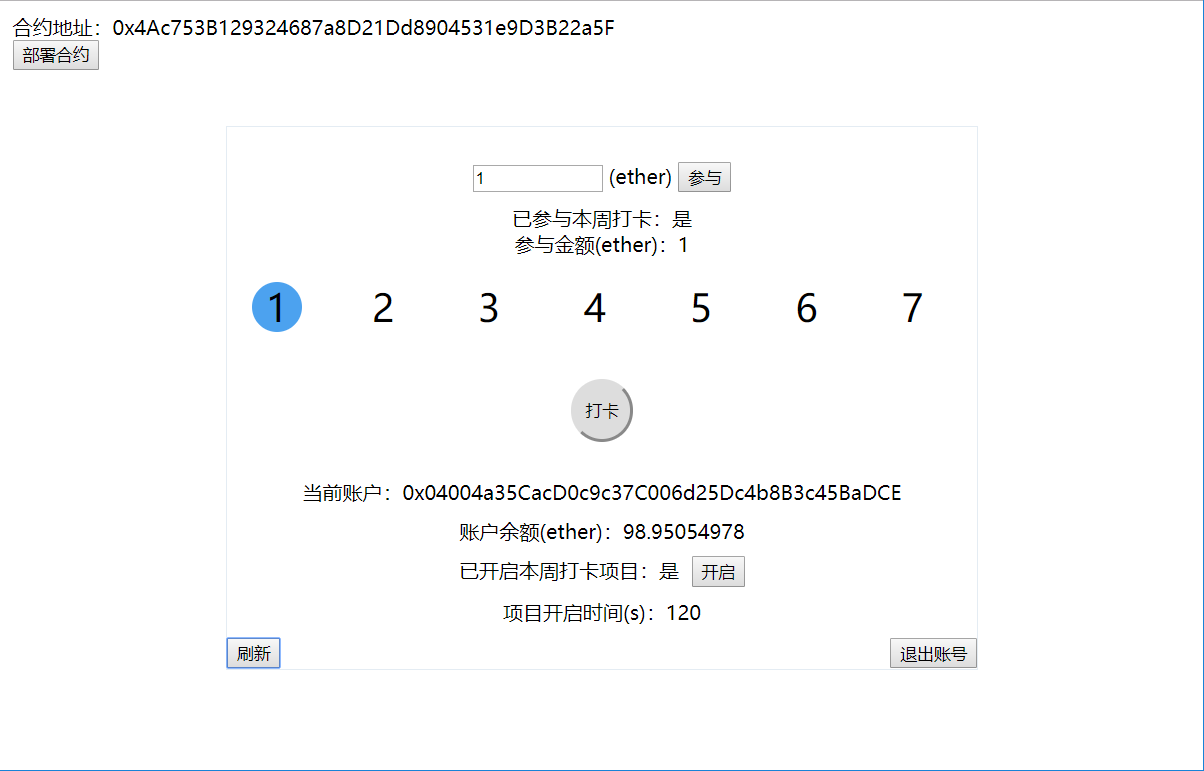 合约地址：0x4Ac753B129324687a8D21Dd8904531e9D3B22a5F
部署合约
1 (ether) 参与
已参与本周打卡：是
参与金额(ether)：1
1 2 3 4 5 6 7
打卡
当前账户：0x04004a35CacD0c9c37C006d25Dc4b8B3c45BaDCE
账户余额(ether)：98.95054978
已开启本周打卡项目：是 开启
项目开启时间(s)：120
刷新 退出账号